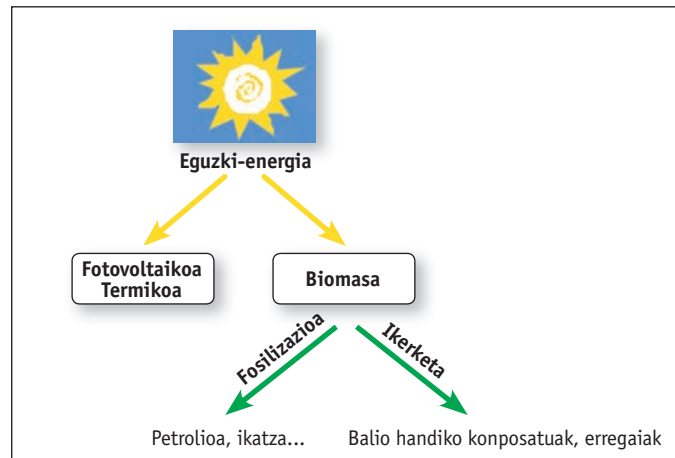 Eguzki-energia
Fotovoltaikoa
Termikoa
Biomasa
Fosilizazioa
Ikerketa
Petrolioa, ikatza...
Balio handiko konposatuak, erregaiak